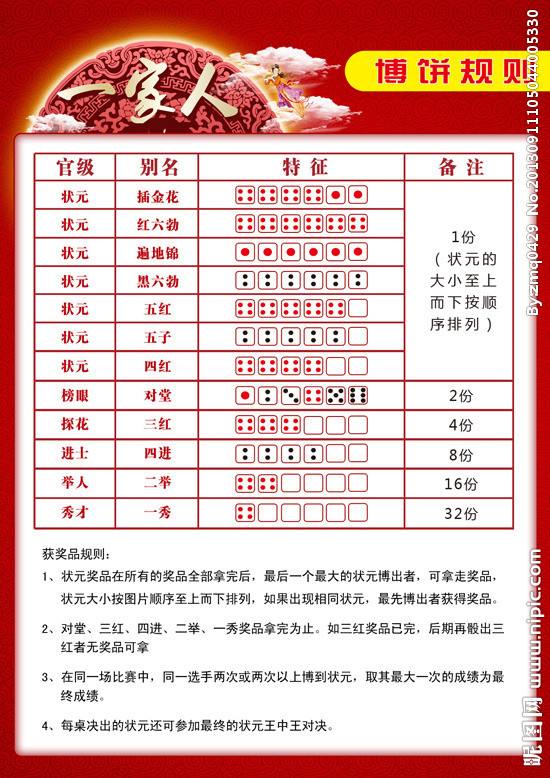 一家人
博饼规则
官级 别名 特征 备注
状元 插金花
状元 红六勃
状元 遍地锦
状元 黑六勃
状元 五红
状元 五子
状元 四红
1份
（状元的
大小至上
而下按顺
序排列）
榜眼 对堂 2份
探花 三红 4份
进士 四进 8份
举人 二举 16份
秀才 一秀 32份
获奖品规则:
1、状元奖品在所有的奖品全部拿完后，最后一个最大的状元博出者，可拿走奖品，
状元大小按图片顺序至上而下排列，如果出现相同状元，最先博出者获得奖品。
2、对堂、三红、四进、二举、一秀奖品拿完为止。如三红奖品已完，后期再骰出三
红者无奖品可拿
3、在同一场比赛中，同一选手两次或两次以上博到状元，取其最大一次的成绩为最
终成绩。
4、每桌决出的状元还可参加最终的状元王中王对决。
By:zmq0429 No.20130911105044005330
昵图网 www.nipic.com